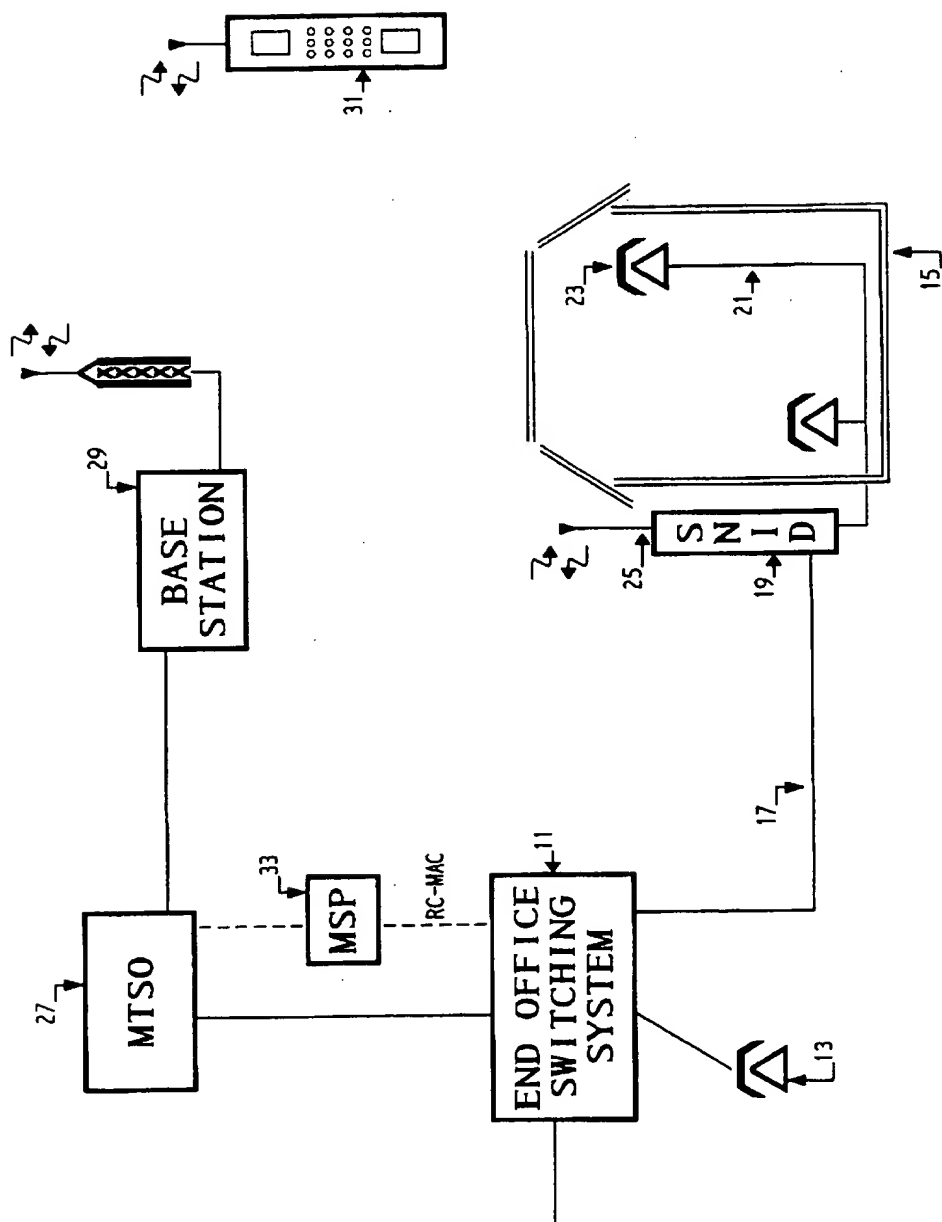 31
29
BASE
STATION
27
MTSO
33
MSP
RC-MAC
11
END OFFICE
SWITCHING
SYSTEM
13
17
25
SNID
19
23
21
15